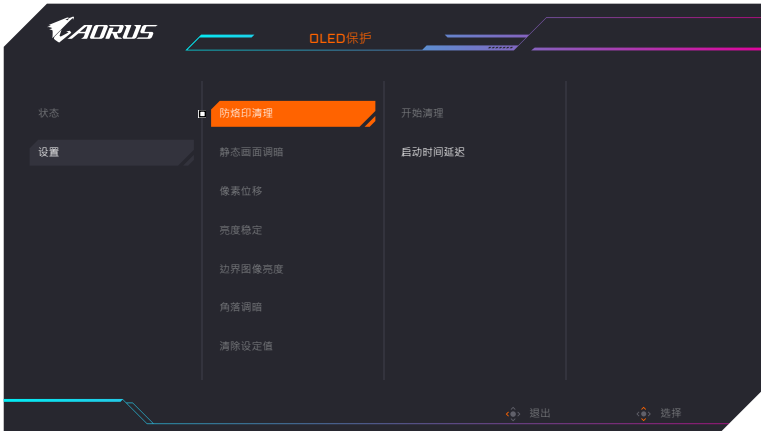 AORUS
OLED保护
状态
设置
防烙印清理
静态画面调暗
像素位移
亮度稳定
边界图像亮度
角落调暗
清除设定值
开始清理
启动时间延迟
退出
选择